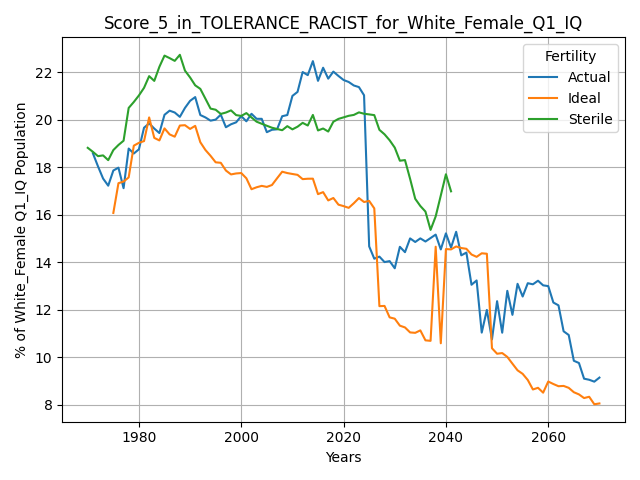 Score_5_in_TOLERANCE_RACIST_for_White_Female_Q1_IQ
% of White_Female Q1_IQ Population
22
20
18
16
14
12
10
8
Fertility
Actual
Ideal
Sterile
1980
2000
2020
2040
2060
Years